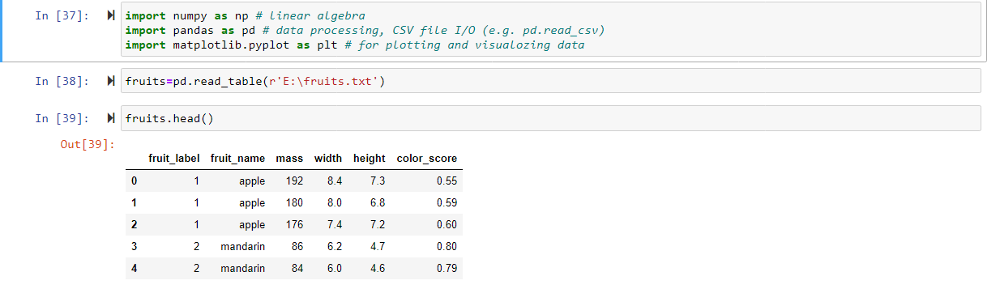 In [37]: import numpy as np # linear algebra
import pandas as pd # data processing, CSV file I/O (e.g. pd.read_csv)
import matplotlib.pyplot as plt # for plotting and visualozing data
In [38]: fruits=pd.read_table(r'E:\fruits.txt')
In [39]: fruits.head()
Out[39]:
fruit_label fruit_name mass width height color_score
0 1 apple 192 8.4 7.3 0.55
1 1 apple 180 8.0 6.8 0.59
2 1 apple 176 7.4 7.2 0.60
3 2 mandarin 86 6.2 4.7 0.80
4 2 mandarin 84 6.0 4.6 0.79